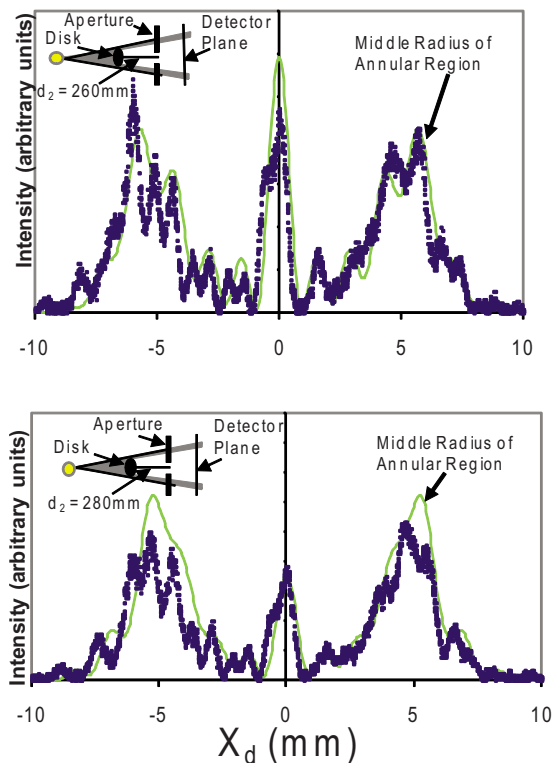 Intensity (arbitrary units)
Aperture
Disk
Detector
Plane
d2 = 260mm
Middle Radius of
Annular Region
-10 -5 0 5 10
Intensity (arbitrary units)
Aperture
Disk
Detector
Plane
d2 = 280mm
Middle Radius of
Annular Region
-10 -5 0 5 10
Xd (mm)